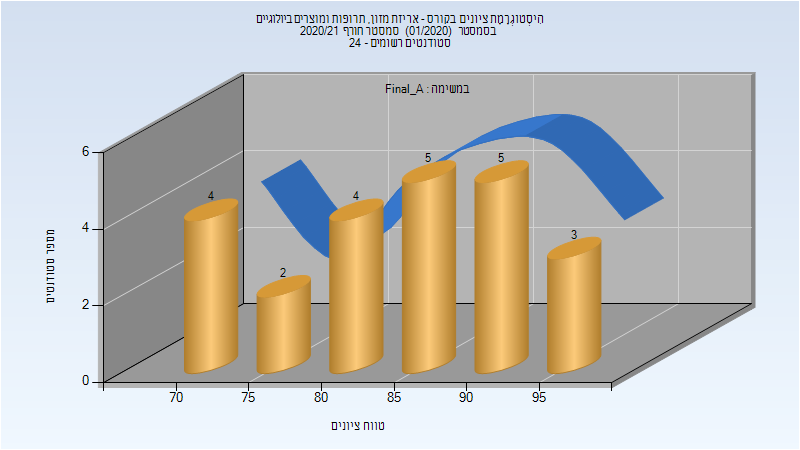 היסטוגרמת ציונים בקורס - אריזת מזון, תרופות ומוצרים ביולוגיים
בסמסטר (01/2020) סמסטר חורף 2020/21
סטודנטים רשומים - 24
במשימה : Final_A
מספר סטודנטים
6
4
2
0
4
2
4
5
5
3
70
75
80
85
90
95
טווח ציונים